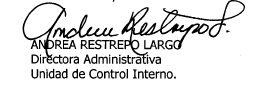 Andrea Restrepo L.
ANDREA RESTREPO LARGO
Directora Administrativa
Unidad de Control Interno.